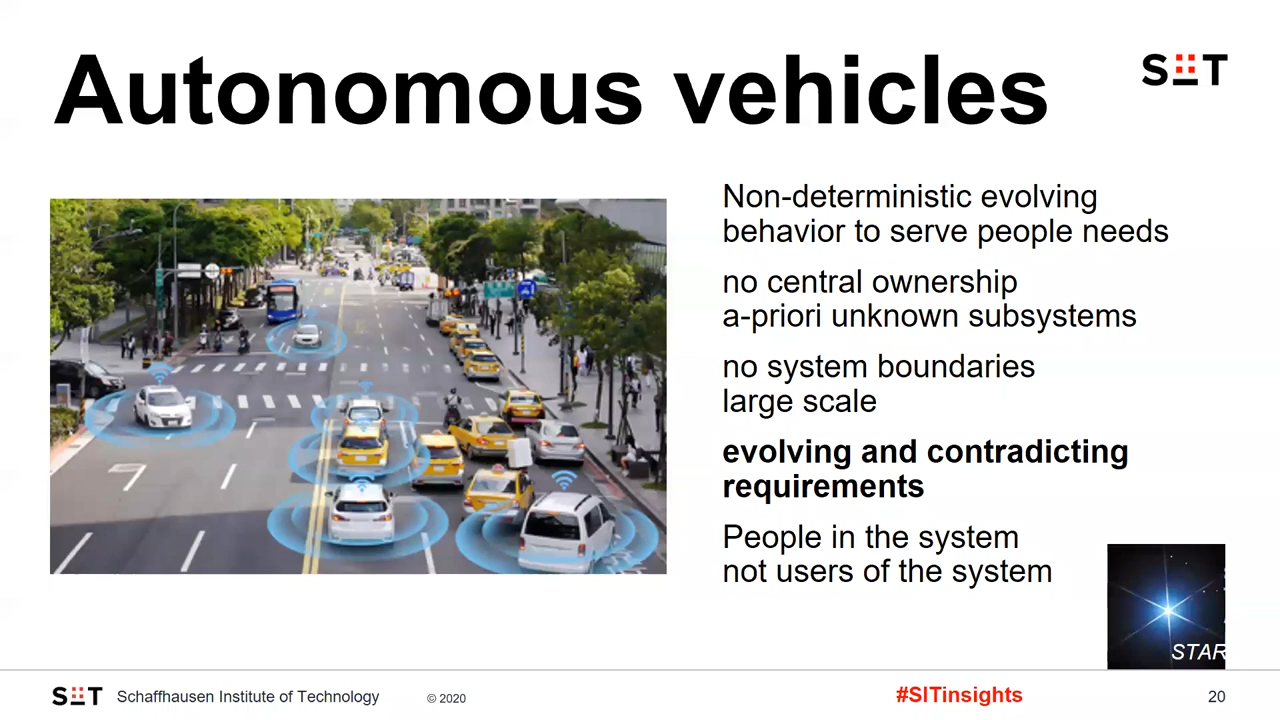 Autonomous vehicles
SIT
Non-deterministic evolving
behavior to serve people needs
no central ownership
a-priori unknown subsystems
no system boundaries
large scale
evolving and contradicting
requirements
People in the system
not users of the system
STAR
SIT
Schaffhausen Institute of Technology
© 2020
#SITinsights
20